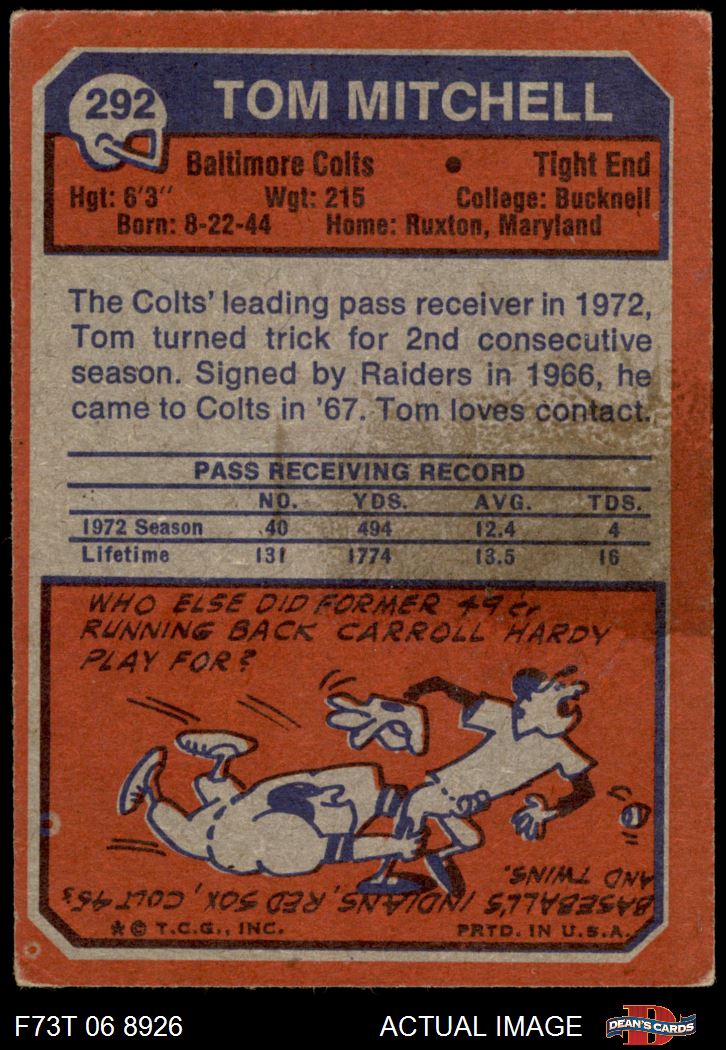 292
TOM MITCHELL
Baltimore Colts • Tight End
Hgt: 6'3" Wgt: 215 College: Bucknell
Born: 8-22-44 Home: Ruxton, Maryland
The Colts' leading pass receiver in 1972,
Tom turned trick for 2nd consecutive
season. Signed by Raiders in 1966, he
came to Colts in '67. Tom loves contact.
PASS RECEIVING RECORD
NO. YDS. AVG. TDS.
1972 Season 40 494 12.4 4
Lifetime 131 1774 13.5 16
WHO ELSE DID FORMER 49er
RUNNING BACK CARROLL HARDY
PLAY FOR?
BASEBALL'S INDIANS, RED SOX, COLT 45s
AND TWINS.
* © T.C.G., INC. PRTD. IN U.S.A.
F73T 06 8926 ACTUAL IMAGE
D
DEAN'S CARDS